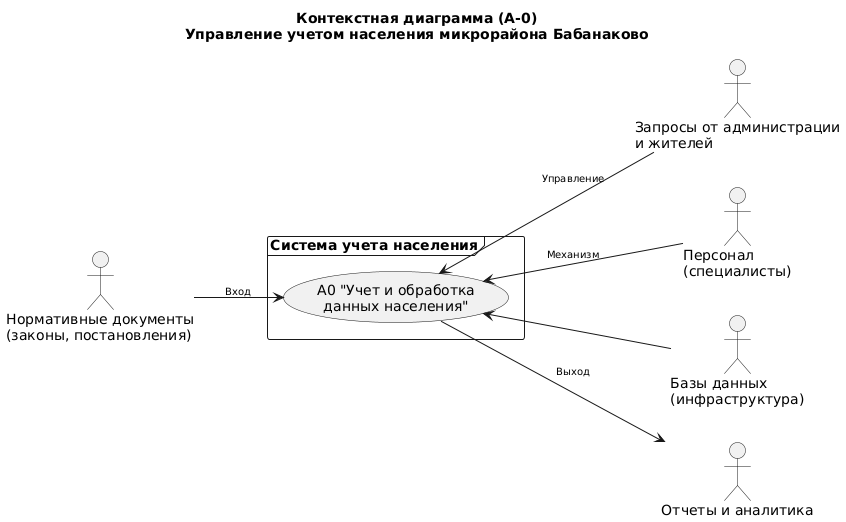 Контекстная диаграмма (A-0)
Управление учетом населения микрорайона Бабанаково
Запросы от администрации
и жителей
Управление
Персонал
(специалисты)
Механизм
Система учета населения
A0 "Учет и обработка
данных населения"
Вход
Нормативные документы
(законы, постановления)
Базы данных
(инфраструктура)
Выход
Отчеты и аналитика